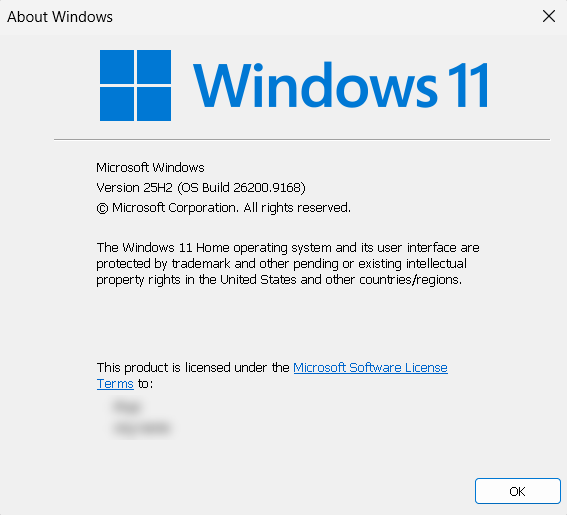 About Windows
Windows 11
Microsoft Windows
Version 25H2 (OS Build 26200.9168)
© Microsoft Corporation. All rights reserved.
The Windows 11 Home operating system and its user interface are
protected by trademark and other pending or existing intellectual
property rights in the United States and other countries/regions.
This product is licensed under the Microsoft Software License
Terms to:
OK